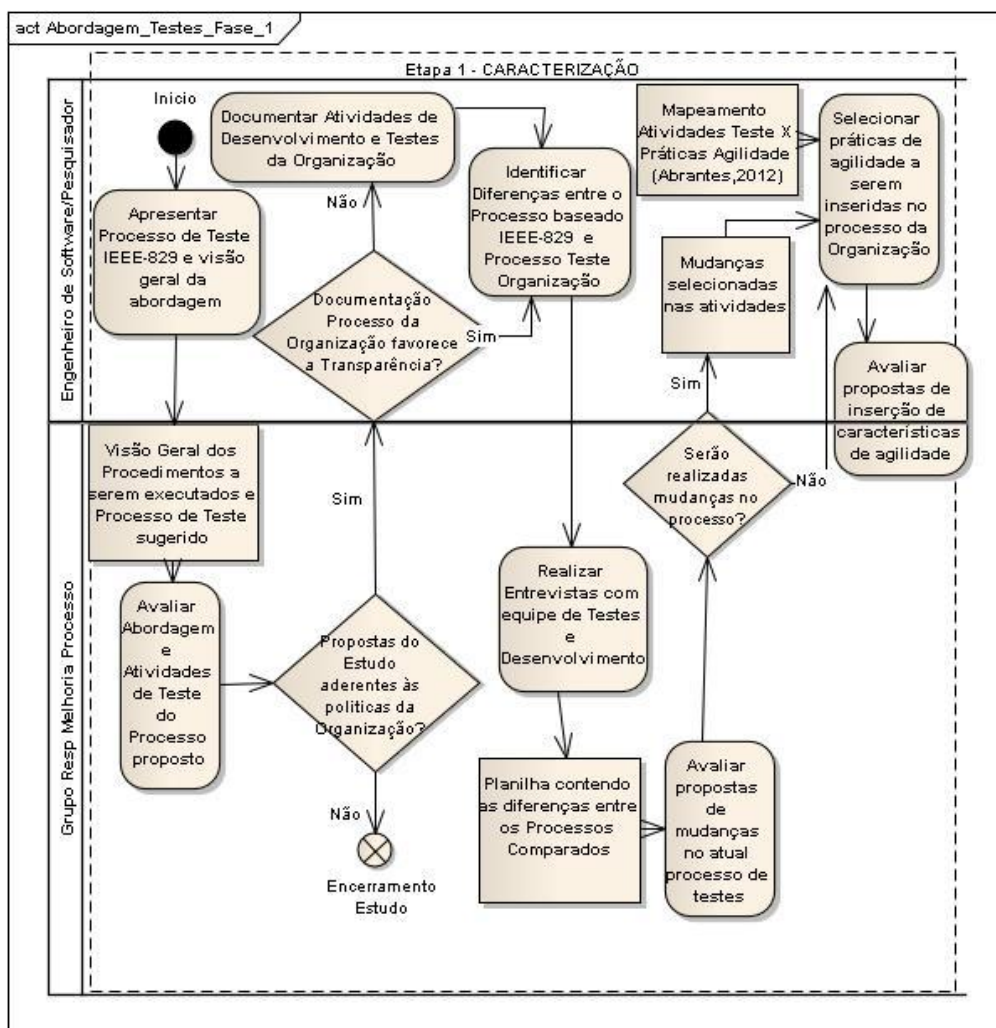 act Abordagem_Testes_Fase_1
Etapa 1 - CARACTERIZAÇÃO
Engenheiro de Software/Pesquisador
Inicio
Apresentar
Processo de Teste
IEEE-829 e visão
geral da
abordagem
Documentar Atividades de
Desenvolvimento e Testes
da Organização
Não
Documentação
Processo da
Organização favorece
a Transparência?
Sim
Identificar
Diferenças entre o
Processo baseado
IEEE-829 e
Processo Teste
Organização
Mapeamento
Atividades Teste X
Práticas Agilidade
(Abrantes,2012)
Selecionar
práticas de
agilidade a
serem
inseridas no
processo da
Organização
Mudanças
selecionadas
nas atividades
Sim
Avaliar
propostas de
inserção de
características
de agilidade
Grupo Resp Melhoria Processo
Visão Geral dos
Procedimentos a
serem executados e
Processo de Teste
sugerido
Avaliar
Abordagem
e
Atividades
de Teste
do
Processo
proposto
Sim
Propostas do
Estudo
aderentes às
politicas da
Organização?
Não
Encerramento
Estudo
Realizar
Entrevistas com
equipe de Testes
e
Desenvolvimento
Planilha contendo
as diferenças entre
os Processos
Comparados
Serão
realizadas
mudanças no
processo?
Não
Avaliar
propostas
de
mudanças
no atual
processo de
testes